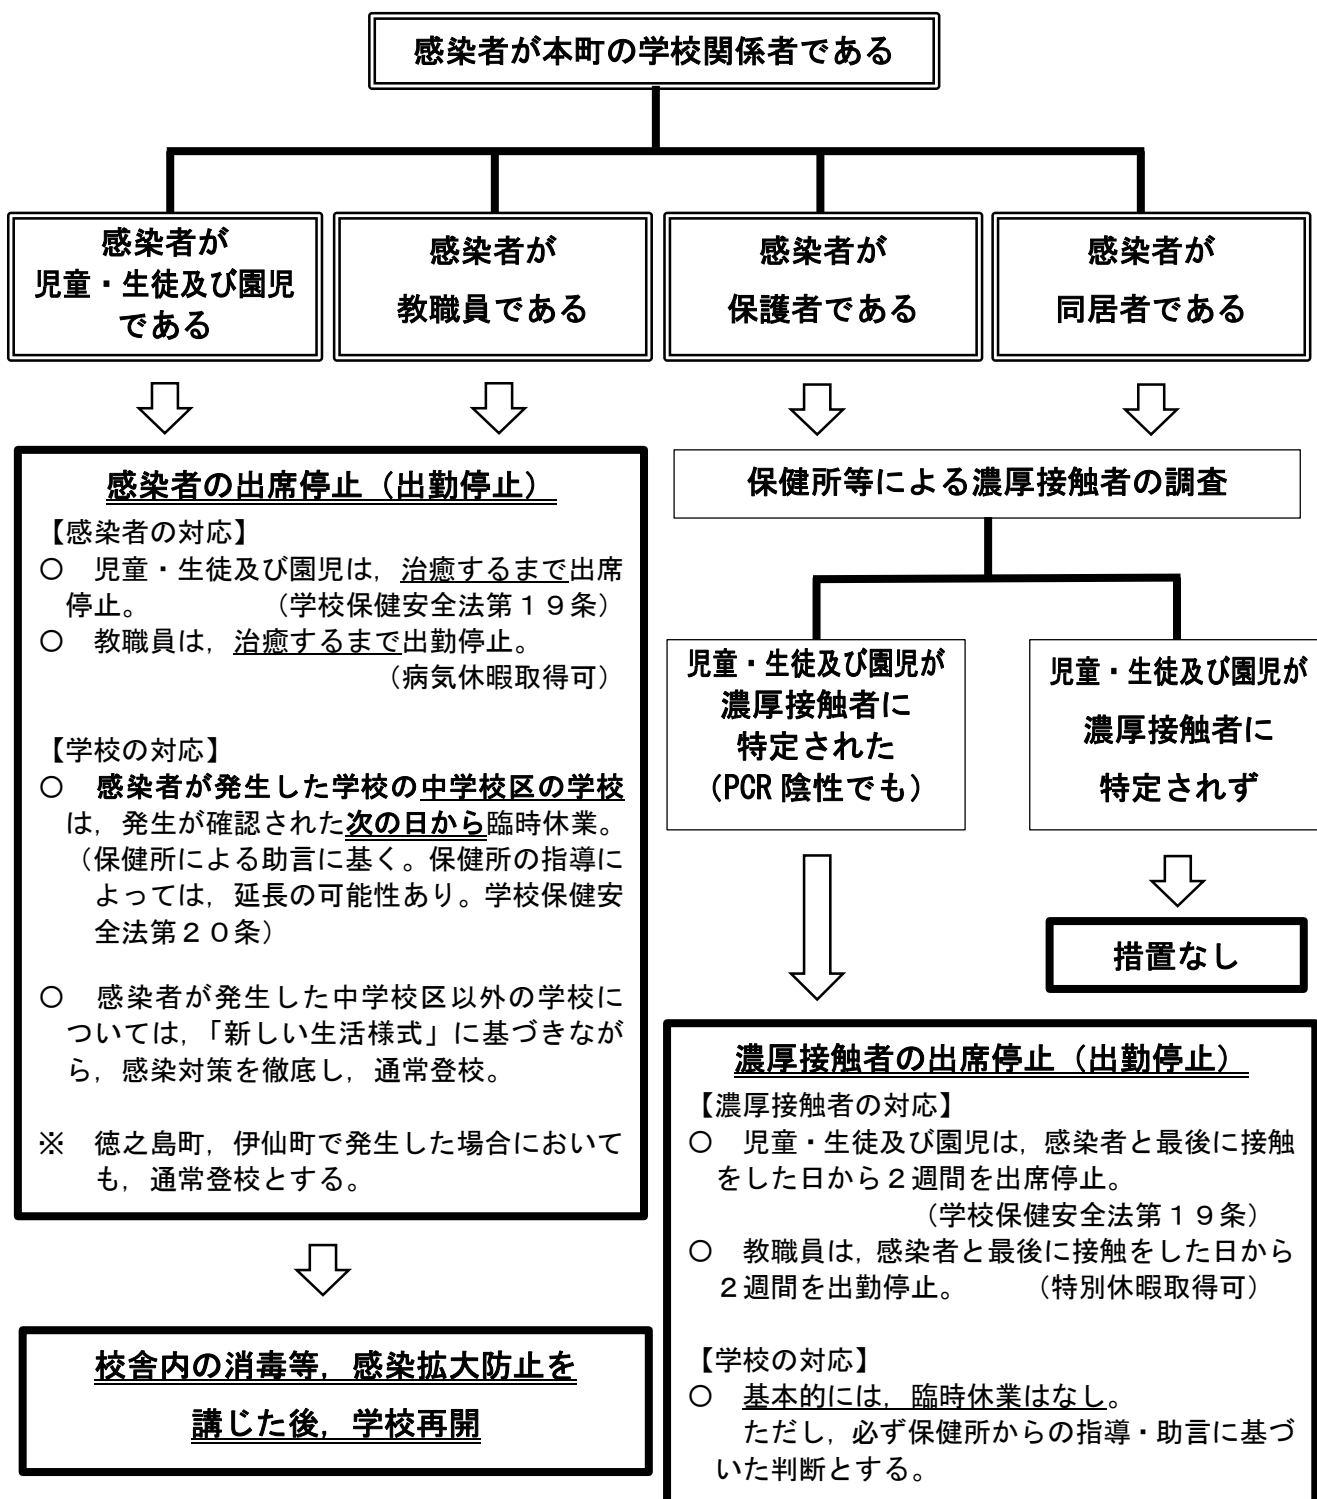 感染者が本町の学校関係者である
感染者が
児童・生徒及び園児
である
感染者が
教職員である
感染者が
保護者である
感染者が
同居者である
感染者の出席停止（出勤停止）
【感染者の対応】
○　児童・生徒及び園児は，治癒するまで出席
停止。　　　　（学校保健安全法第１９条）
○　教職員は，治癒するまで出勤停止。
（病気休暇取得可）
【学校の対応】
○　感染者が発生した学校の中学校区の学校
は，発生が確認された次の日から臨時休業。
（保健所による助言に基く。保健所の指導に
よっては，延長の可能性あり。学校保健安
全法第２０条）
○　感染者が発生した中学校区以外の学校に
ついては，「新しい生活様式」に基づきなが
ら，感染対策を徹底し，通常登校。
※　徳之島町，伊仙町で発生した場合において
も，通常登校とする。
校舎内の消毒等，感染拡大防止を
講じた後，学校再開
保健所等による濃厚接触者の調査
児童・生徒及び園児が
濃厚接触者に
特定された
（PCR 陰性でも）
児童・生徒及び園児が
濃厚接触者に
特定されず
措置なし
濃厚接触者の出席停止（出勤停止）
【濃厚接触者の対応】
○　児童・生徒及び園児は，感染者と最後に接触
をした日から２週間を出席停止。
（学校保健安全法第１９条）
○　教職員は，感染者と最後に接触をした日から
２週間を出勤停止。　　（特別休暇取得可）
【学校の対応】
○　基本的には，臨時休業はなし。
ただし，必ず保健所からの指導・助言に基づ
いた判断とする。